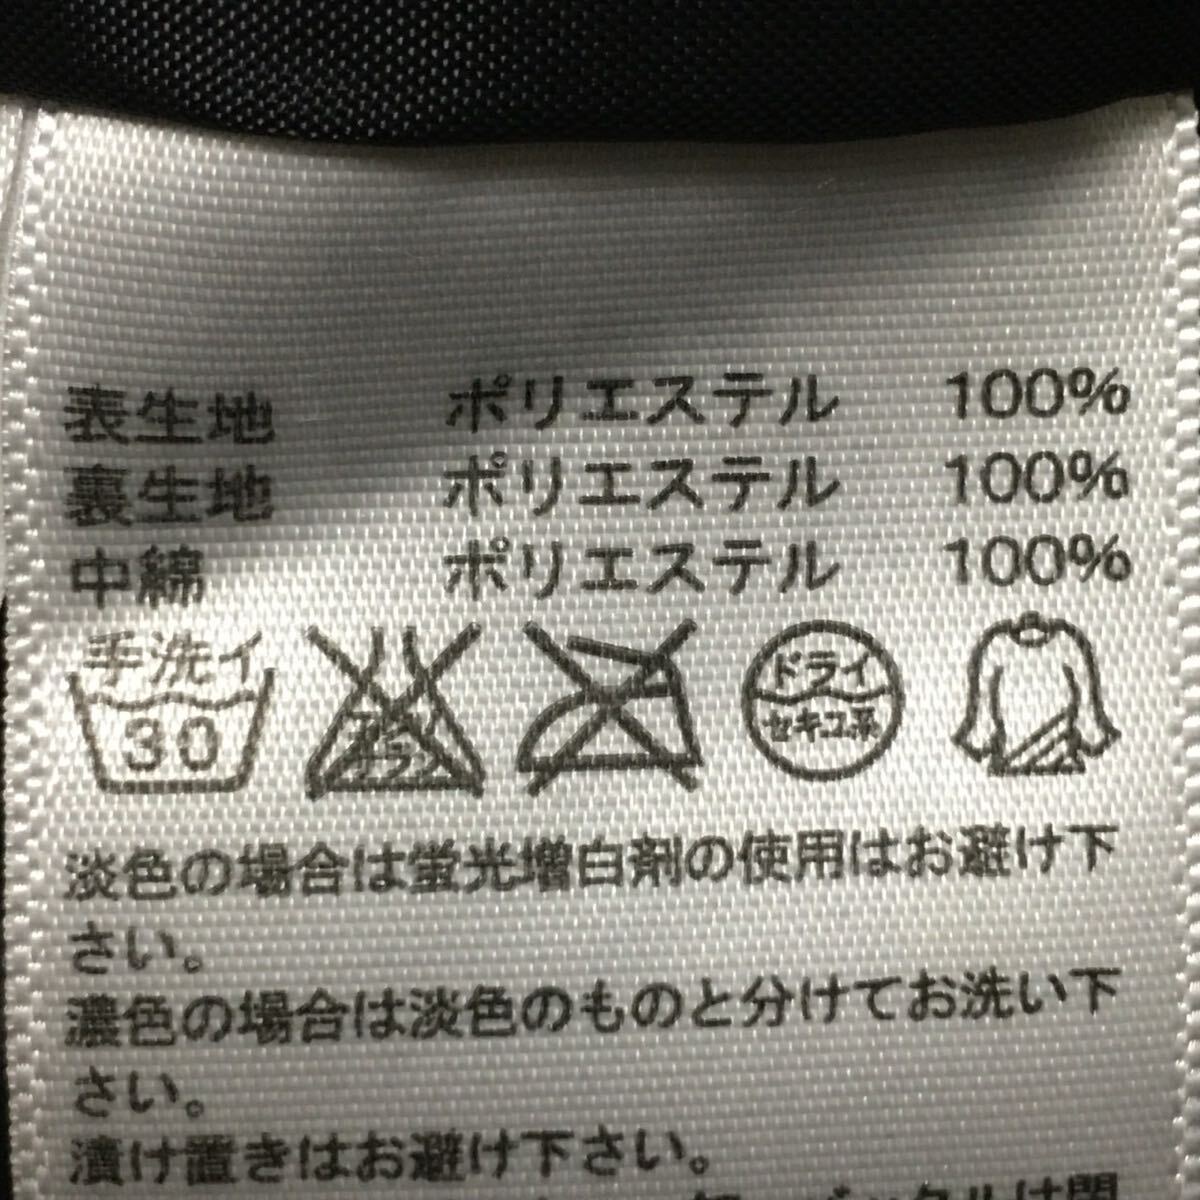 表生地 ポリエステル 100%
裏生地 ポリエステル 100%
中綿 ポリエステル 100%
手洗イ
30
ドライ
セキユ系
淡色の場合は蛍光増白剤の使用はお避け下
さい。
濃色の場合は淡色のものと分けてお洗い下
さい。
漬け置きはお避け下さい。